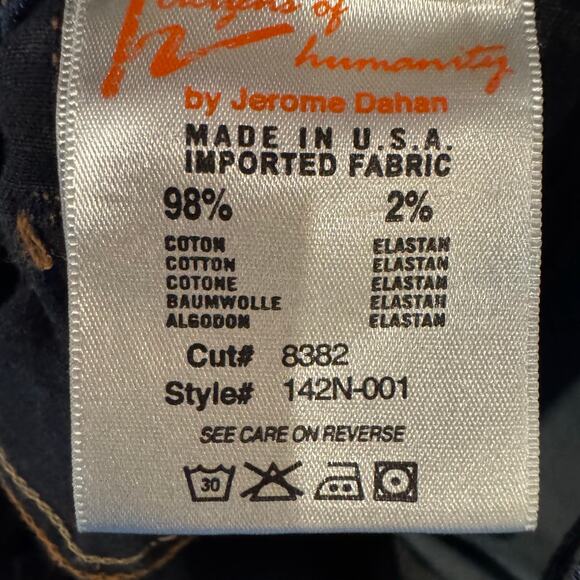 of
humanity
by Jerome Dahan
MADE IN U.S.A.
IMPORTED FABRIC
98% 2%
COTON ELASTAN
COTTON ELASTAN
COTONE ELASTAN
BAUMWOLLE ELASTAN
ALGODON ELASTAN
Cut# 8382
Style# 142N-001
SEE CARE ON REVERSE
30